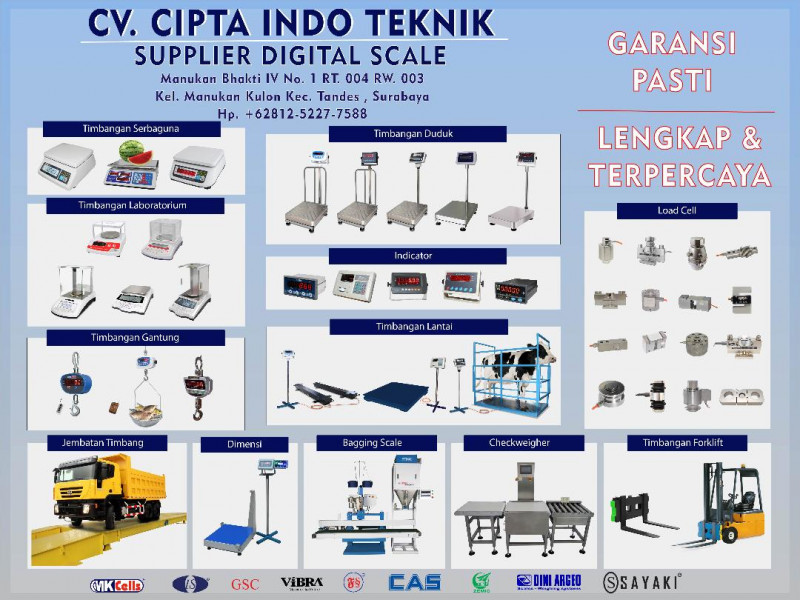 CV. CIPTA INDO TEKNIK
SUPPLIER DIGITAL SCALE
Manukan Bhakti IV No. 1 RT. 004 RW. 003
Kel. Manukan Kulon Kec. Tandes , Surabaya
Hp. +62812-5227-7588
GARANSI
PASTI
LENGKAP &
TERPERCAYA
Timbangan Serbaguna
Timbangan Duduk
Timbangan Laboratorium
Load Cell
Indicator
Timbangan Gantung
Timbangan Lantai
Jembatan Timbang
Dimensi
Bagging Scale
Checkweigher
Timbangan Forklift
MKCells
GSC
ViBRA
CAS
ZEMIC
DINI ARGEO
SAYAKI